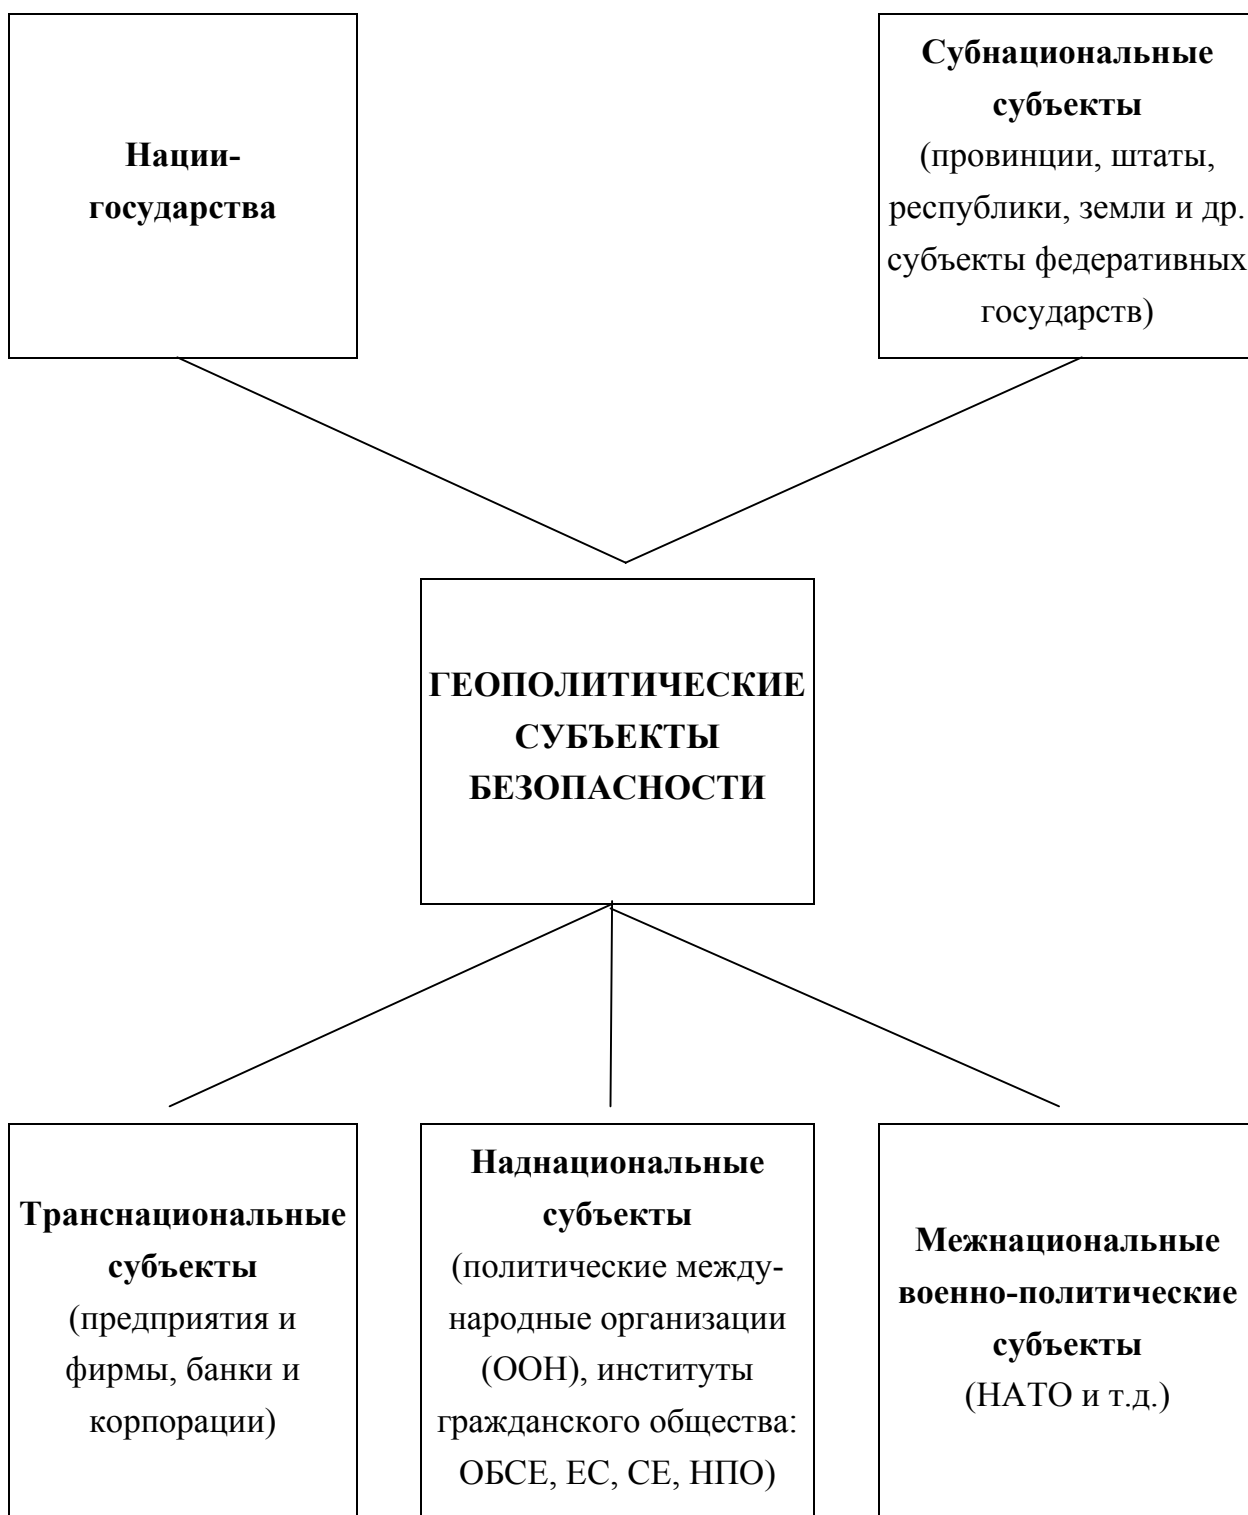 Нации-
государства
Субнациональные
субъекты
(провинции, штаты,
республики, земли и др.
субъекты федеративных
государств)
ГЕОПОЛИТИЧЕСКИЕ
СУБЪЕКТЫ
БЕЗОПАСНОСТИ
Транснациональные
субъекты
(предприятия и
фирмы, банки и
корпорации)
Наднациональные
субъекты
(политические между-
народные организации
(ООН), институты
гражданского общества:
ОБСЕ, ЕС, СЕ, НПО)
Межнациональные
военно-политические
субъекты
(НАТО и т.д.)